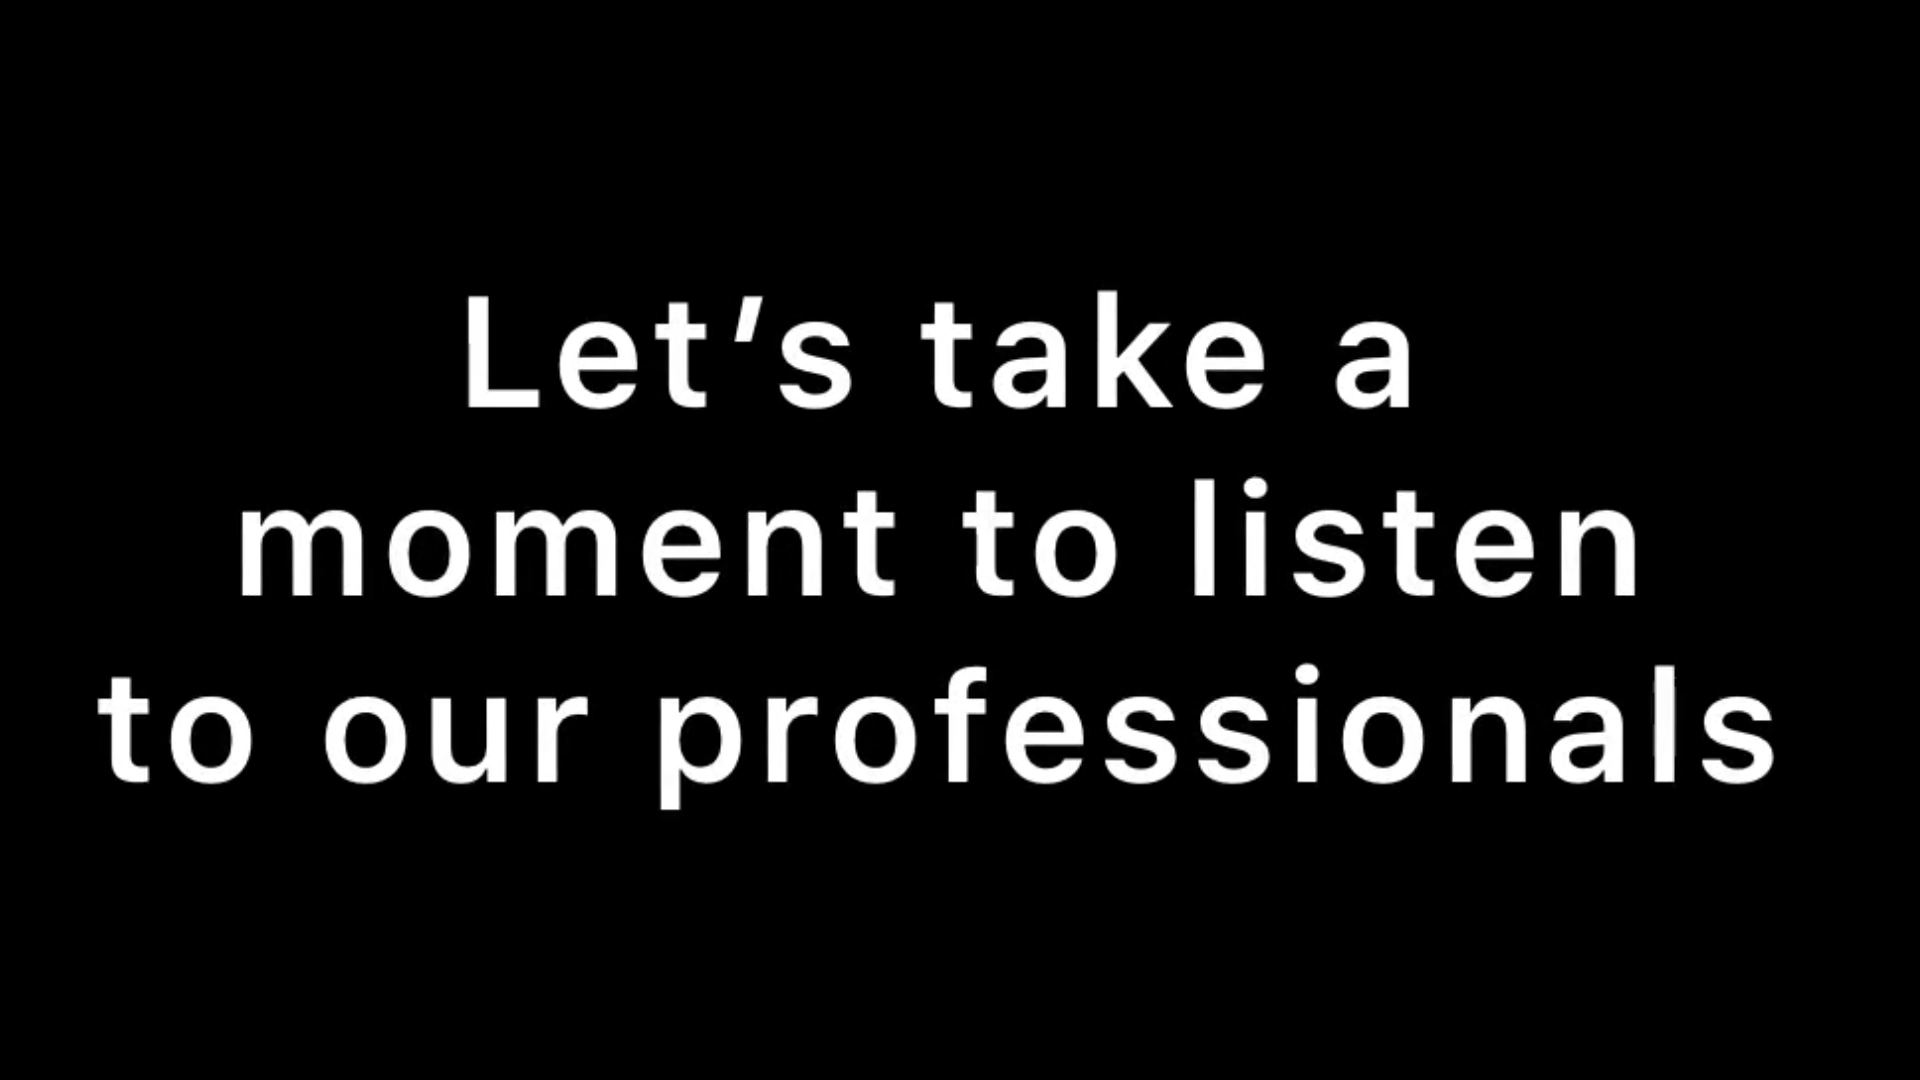 Let’s take a
moment to listen
to our professionals